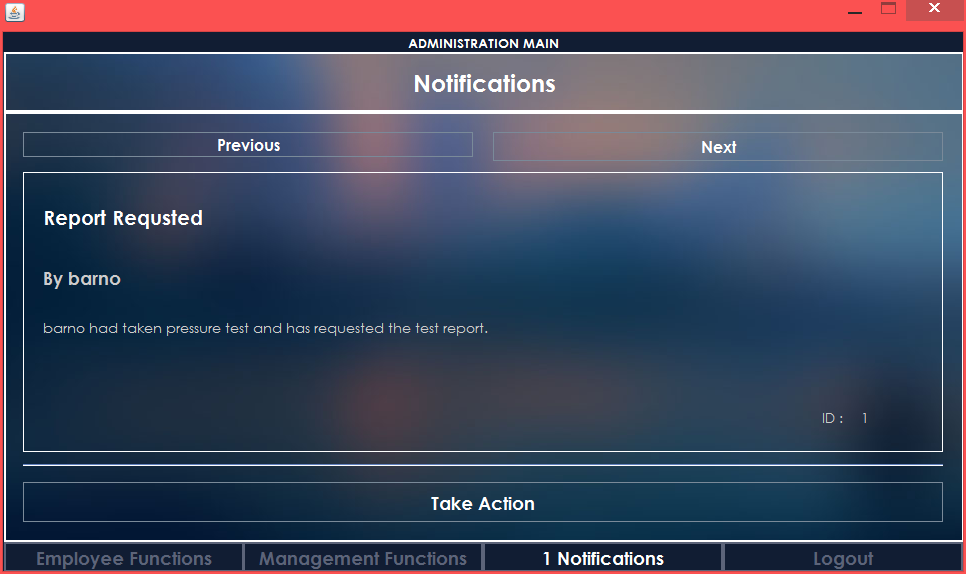 ADMINISTRATION MAIN
Notifications
Previous
Next
Report Requsted
By barno
barno had taken pressure test and has requested the test report.
ID : 1
Take Action
Employee Functions
Management Functions
1 Notifications
Logout